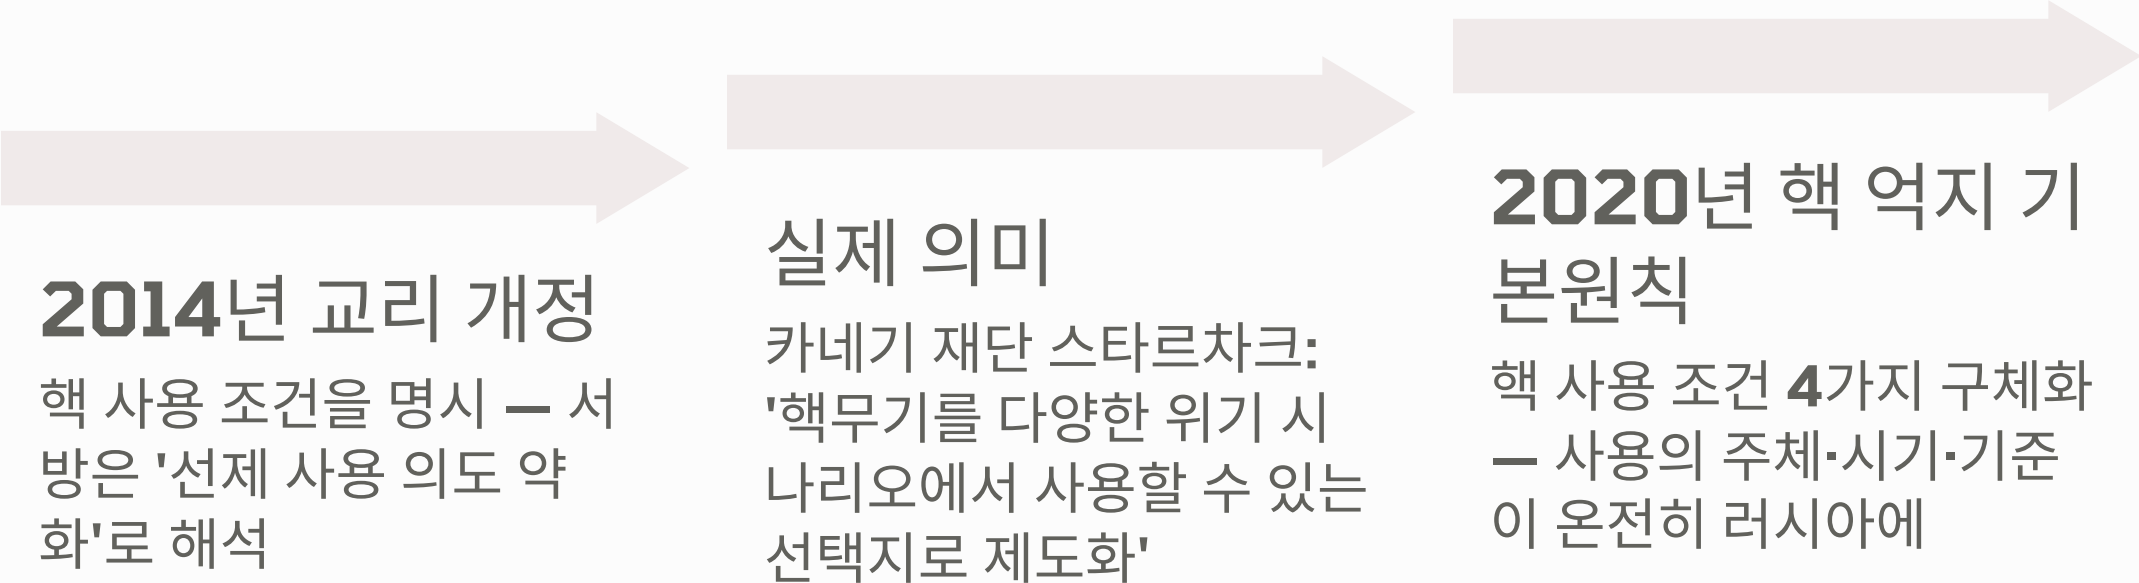 2014년 교리 개정
핵 사용 조건을 명시 — 서
방은 '선제 사용 의도 약
화'로 해석
실제 의미
카네기 재단 스타르차크:
'핵무기를 다양한 위기 시
나리오에서 사용할 수 있는
선택지로 제도화'
2020년 핵 억지 기
본원칙
핵 사용 조건 4가지 구체화
— 사용의 주체·시기·기준
이 온전히 러시아에